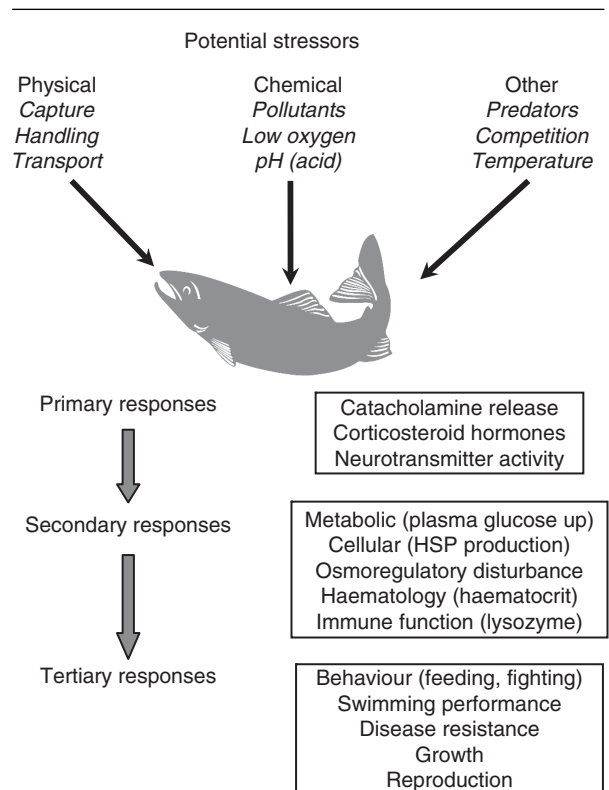 Potential stressors
Physical
Capture
Handling
Transport
Chemical
Pollutants
Low oxygen
pH (acid)
Other
Predators
Competition
Temperature
Primary responses
Catacholamine release
Corticosteroid hormones
Neurotransmitter activity
Secondary responses
Metabolic (plasma glucose up)
Cellular (HSP production)
Osmoregulatory disturbance
Haematology (haematocrit)
Immune function (lysozyme)
Tertiary responses
Behaviour (feeding, fighting)
Swimming performance
Disease resistance
Growth
Reproduction